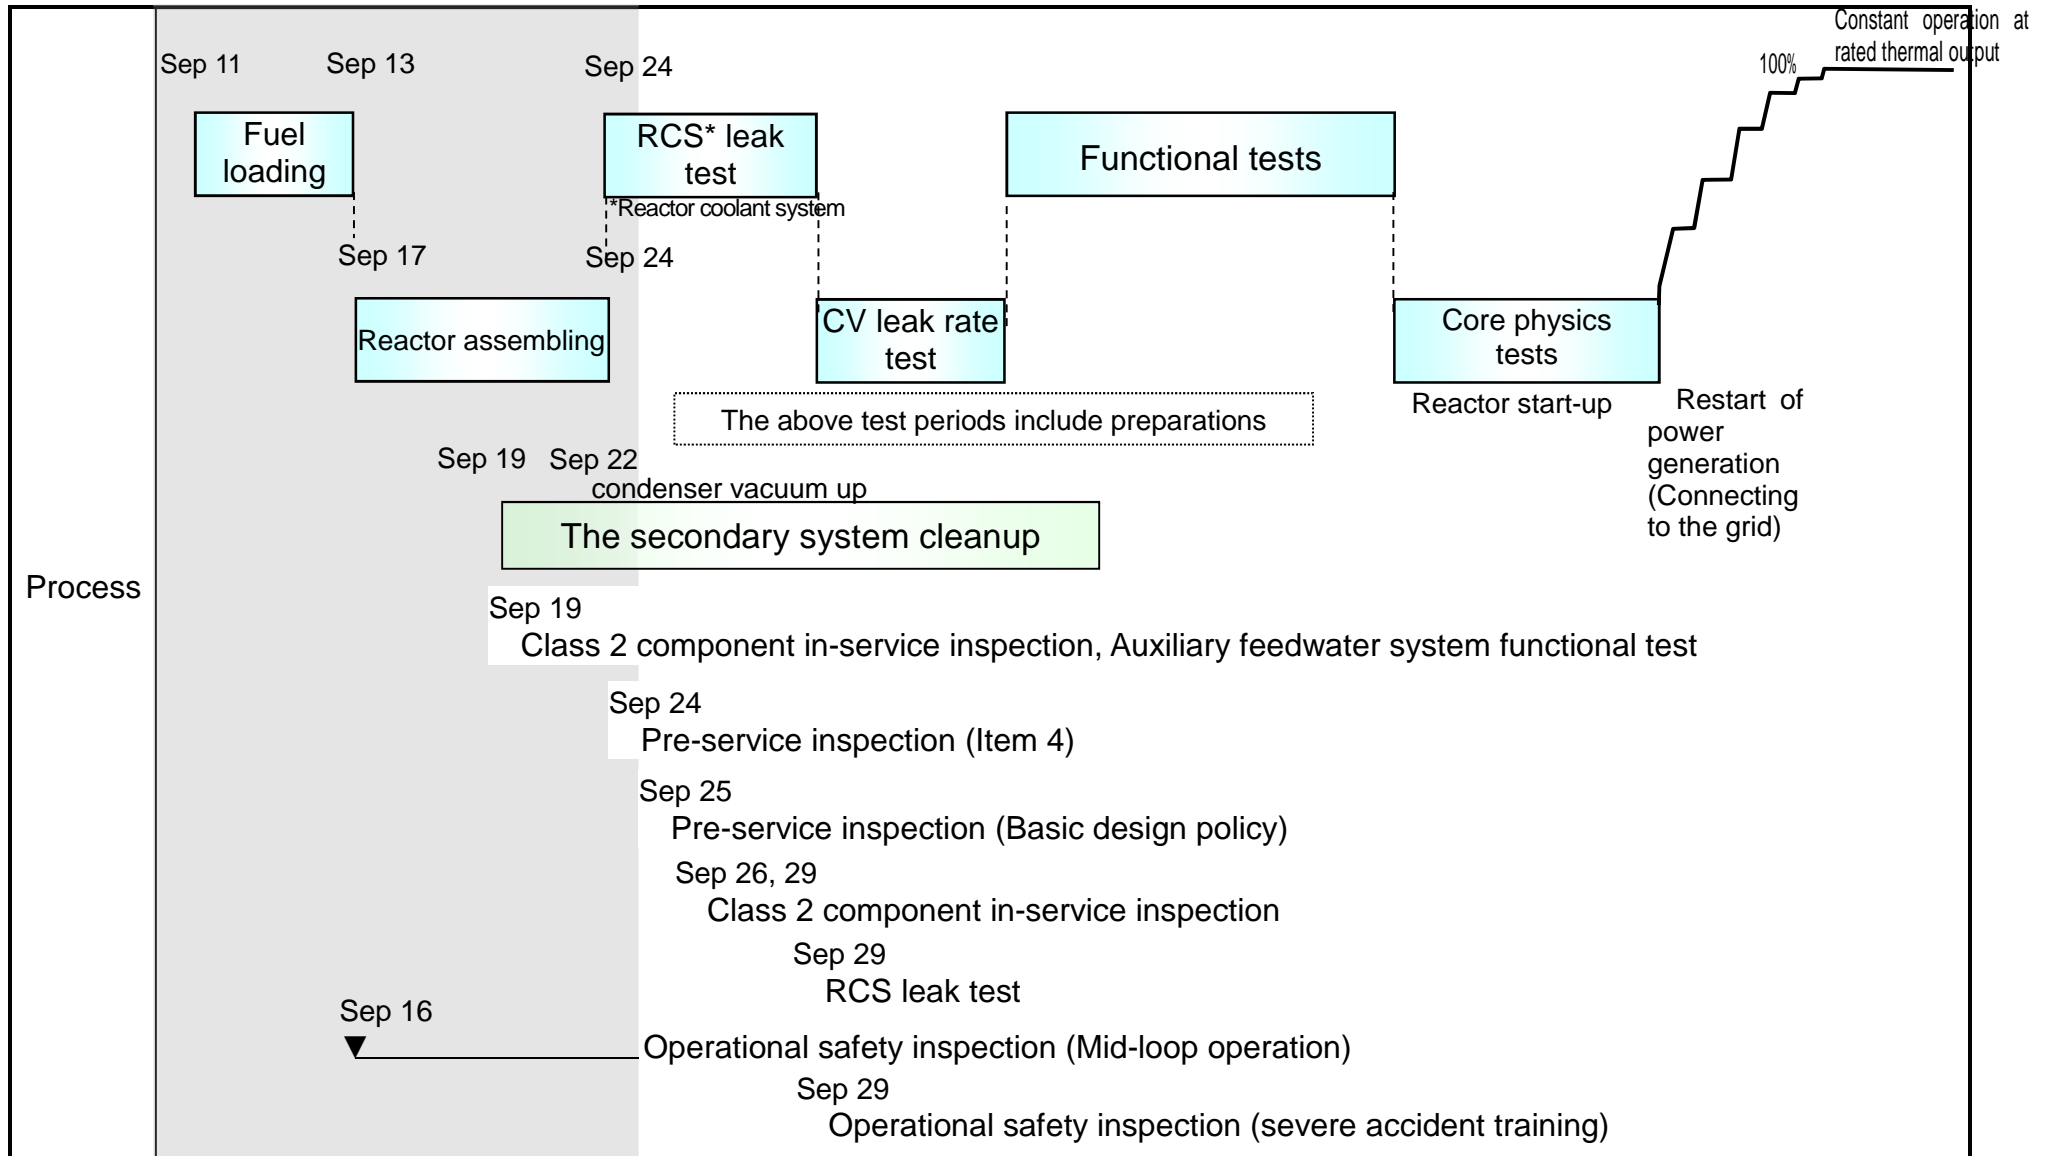 Constant operation at
rated thermal output
100%
Sep 11
Sep 13
Sep 24
Fuel
loading
RCS* leak
test
*Reactor coolant system
Functional tests
Sep 17
Sep 24
Reactor assembling
CV leak rate
test
Core physics
tests
Reactor start-up
Restart of
power
generation
(Connecting
to the grid)
The above test periods include preparations
Sep 19
Sep 22
condenser vacuum up
The secondary system cleanup
Process
Sep 19
Class 2 component in-service inspection, Auxiliary feedwater system functional test
Sep 24
Pre-service inspection (Item 4)
Sep 25
Pre-service inspection (Basic design policy)
Sep 26, 29
Class 2 component in-service inspection
Sep 29
RCS leak test
Sep 16
Operational safety inspection (Mid-loop operation)
Sep 29
Operational safety inspection (severe accident training)